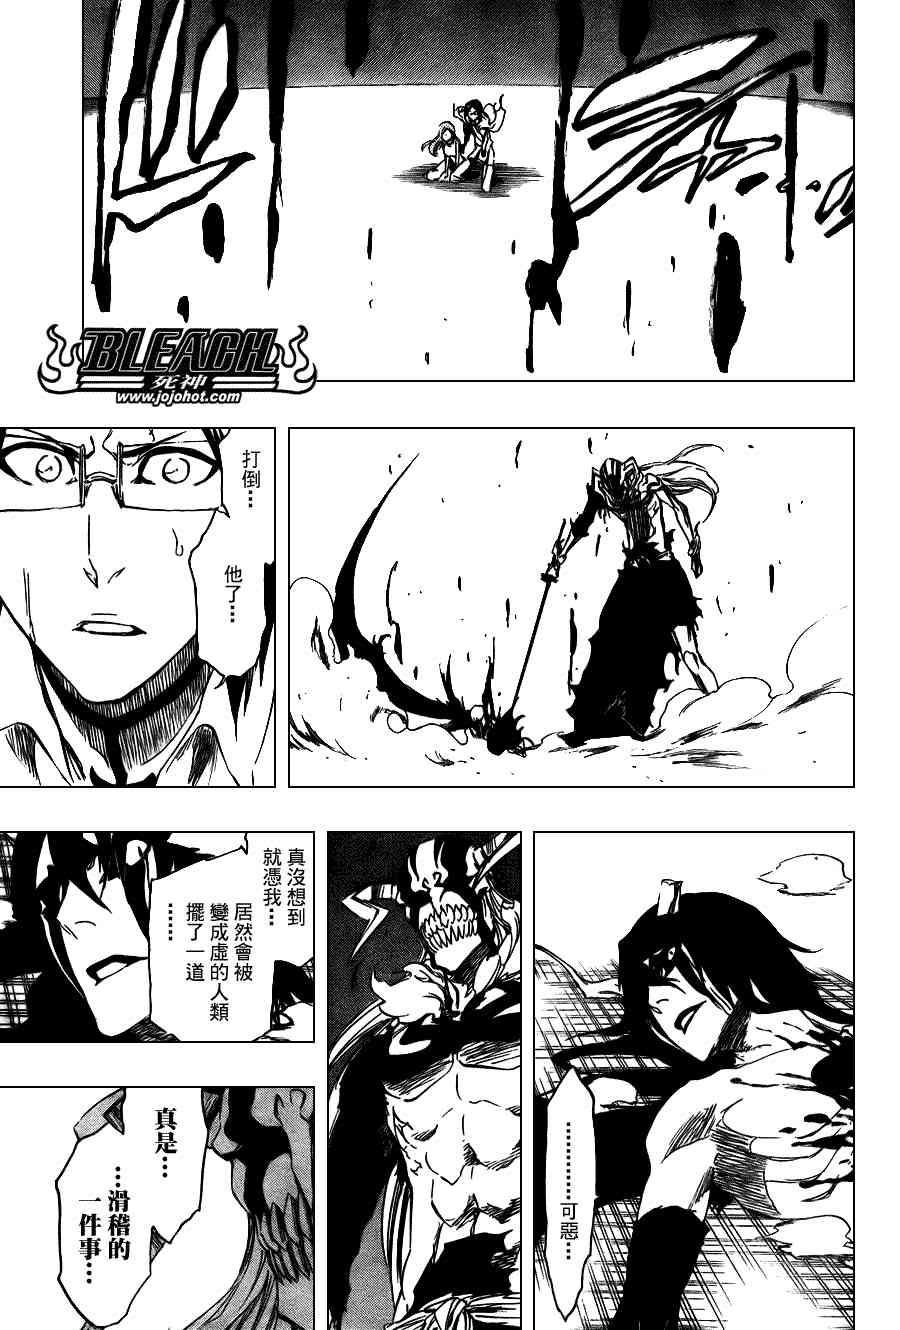 BLEACH
死神
www.jojohot.com
打倒…
他了…
………可惡…
真沒想到
就憑我…
居然會被
變成虛的人類
擺了一道
……
真是…
…滑稽的
一件事…